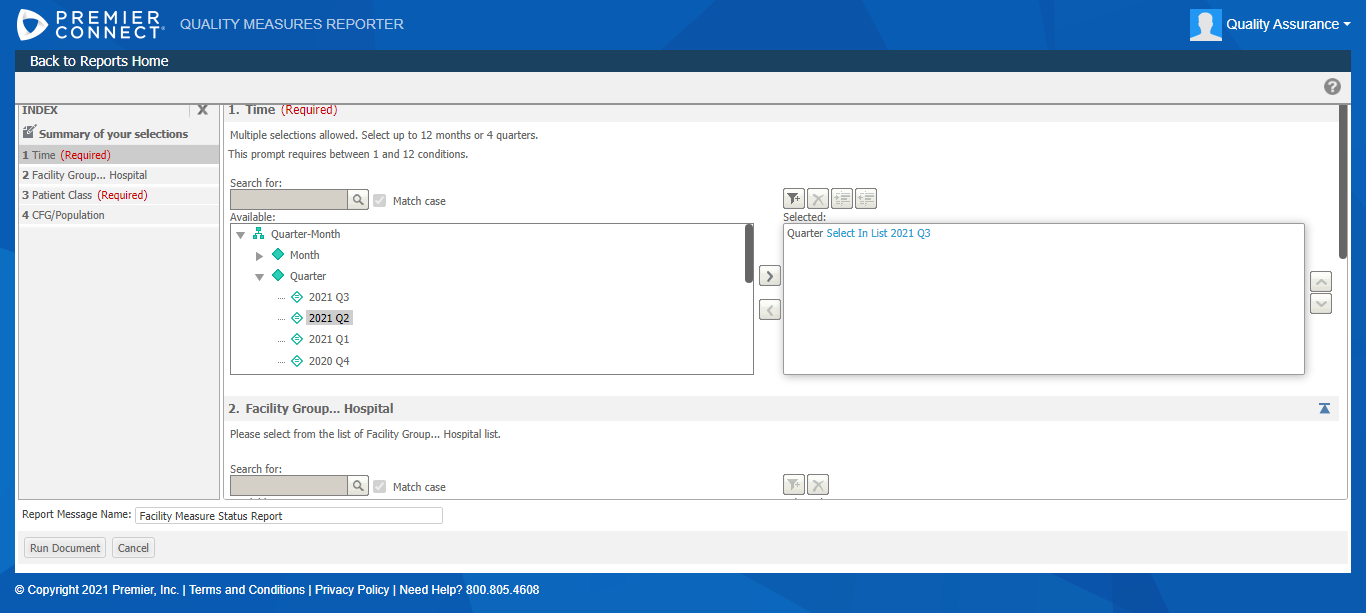 PREMIER CONNECT QUALITY MEASURES REPORTER
Quality Assurance
Back to Reports Home
INDEX X
Summary of your selections
1 Time (Required)
2 Facility Group... Hospital
3 Patient Class (Required)
4 CFG/Population
1. Time (Required)
Multiple selections allowed. Select up to 12 months or 4 quarters.
This prompt requires between 1 and 12 conditions.
Search for:
Match case
Available:
Quarter-Month
Month
Quarter
2021 Q3
2021 Q2
2021 Q1
2020 Q4
Selected:
Quarter Select In List 2021 Q3
2. Facility Group... Hospital
Please select from the list of Facility Group... Hospital list.
Search for:
Match case
Report Message Name: Facility Measure Status Report
Run Document Cancel
© Copyright 2021 Premier, Inc. | Terms and Conditions | Privacy Policy | Need Help? 800.805.4608